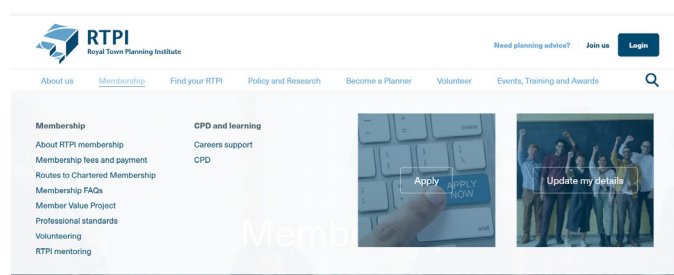 RTPI
Royal Town Planning Institute
Need planning advice? Join us Login
About us Membership Find your RTPI Policy and Research Become a Planner Volunteer Events, Training and Awards
Membership
About RTPI membership
Membership fees and payment
Routes to Chartered Membership
Membership FAQs
Member Value Project
Professional standards
Volunteering
RTPI mentoring
CPD and learning
Careers support
CPD
Apply
APPLY
NOW
shift
Update my details